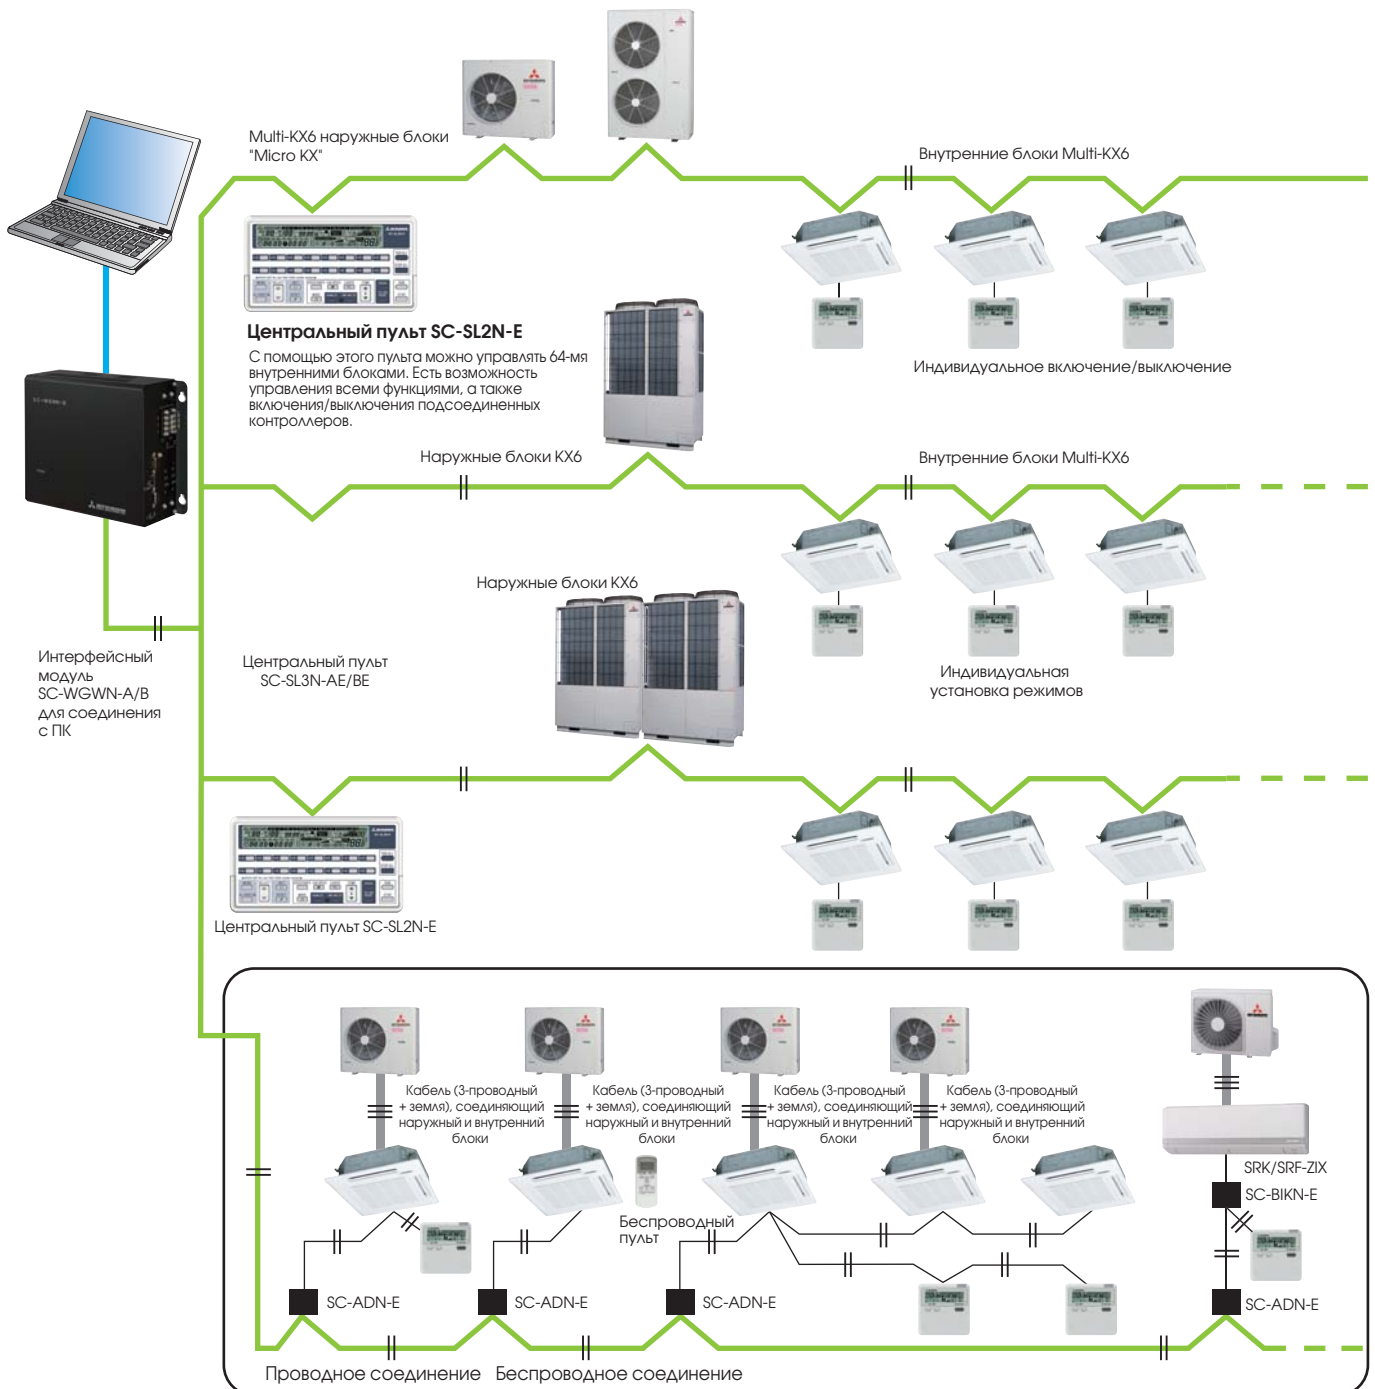 Multi-KX6 наружные блоки
"Micro KX"
Внутренние блоки Multi-KX6
Центральный пульт SC-SL2N-E
С помощью этого пульта можно управлять 64-мя
внутренними блоками. Есть возможность
управления всеми функциями, а также
включения/выключения подсоединенных
контроллеров.
Индивидуальное включение/выключение
SC-WGWN-B
Наружные блоки KX6
Внутренние блоки Multi-KX6
Наружные блоки KX6
Интерфейсный
модуль
SC-WGWN-A/B
для соединения
с ПК
Центральный пульт
SC-SL3N-AE/BE
Индивидуальная
установка режимов
Центральный пульт SC-SL2N-E
Кабель (3-проводный
+ земля), соединяющий
наружный и внутренний
блоки
Кабель (3-проводный
+ земля), соединяющий
наружный и внутренний
блоки
Кабель (3-проводный
+ земля), соединяющий
наружный и внутренний
блоки
Кабель (3-проводный
+ земля), соединяющий
наружный и внутренний
блоки
SRK/SRF-ZIX
SC-BIKN-E
Беспроводный
пульт
SC-ADN-E
SC-ADN-E
SC-ADN-E
SC-ADN-E
Проводное соединение
Беспроводное соединение